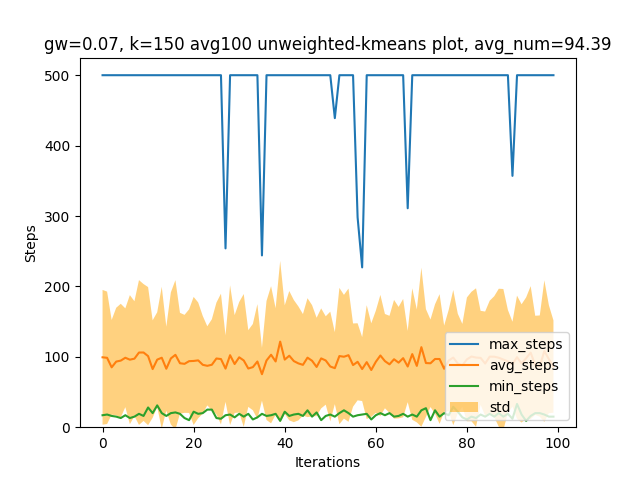 gw=0.07, k=150 avg100 unweighted-kmeans plot, avg_num=94.39
500
400
300
200
100
0
Steps
0 20 40 60 80 100
Iterations
max_steps
avg_steps
min_steps
std